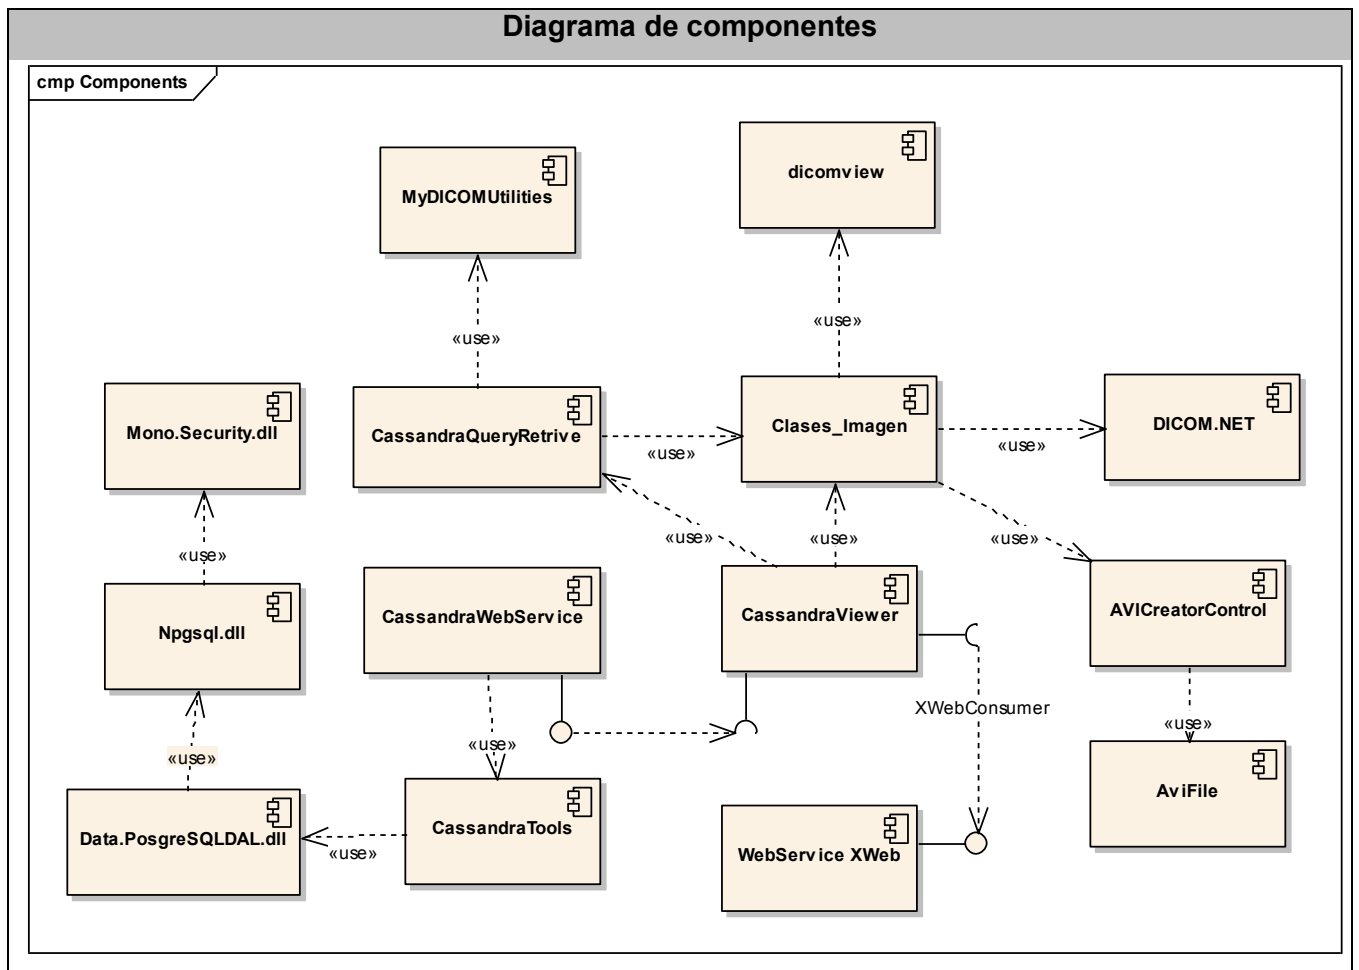 Diagrama de componentes
cmp Components
dicomview
MyDICOMUtilities
«use»
«use»
Mono.Security.dll
CassandraQueryRetrive
Clases_Imagen
DICOM.NET
«use»
«use»
«use»
«use»
«use»
«use»
Npgsql.dll
CassandraWebService
CassandraViewer
AVICreatorControl
XWebConsumer
«use»
«use»
«use»
Data.PosgreSQLDAL.dll
CassandraTools
AviFile
«use»
WebService XWeb